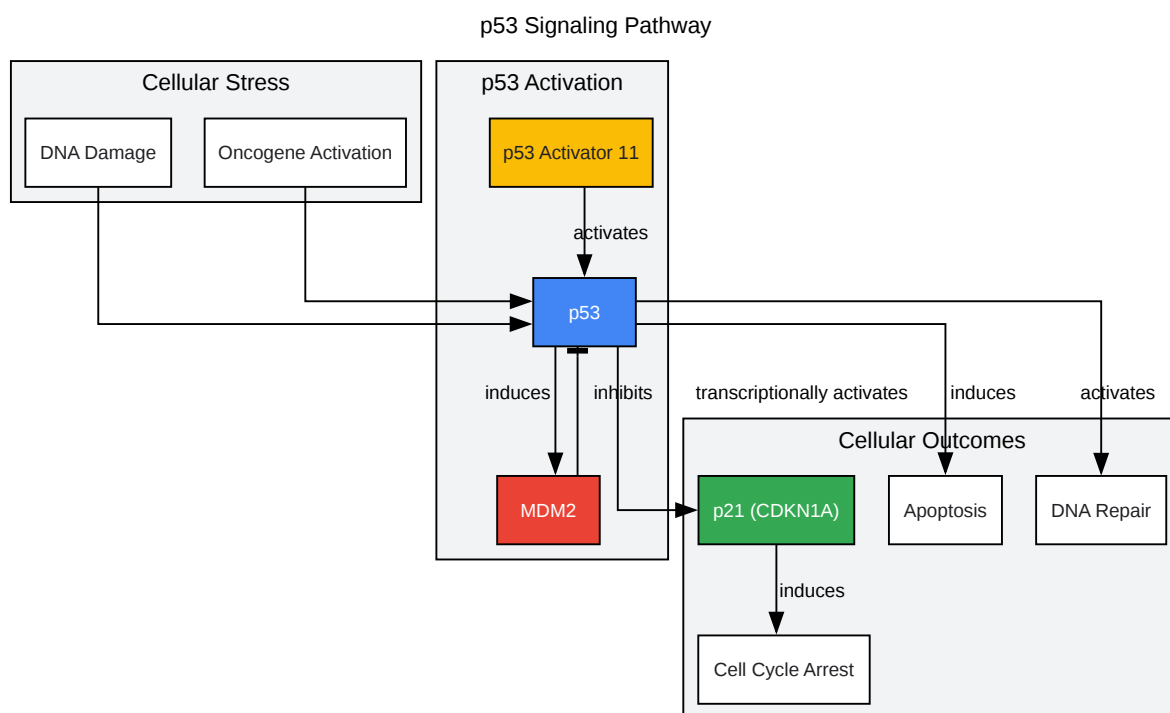 p53 Signaling Pathway
Cellular Stress
p53 Activation
DNA Damage
Oncogene Activation
p53 Activator 11
activates
p53
induces
inhibits
transcriptionally activates
induces
activates
Cellular Outcomes
MDM2
p21 (CDKN1A)
Apoptosis
DNA Repair
induces
Cell Cycle Arrest